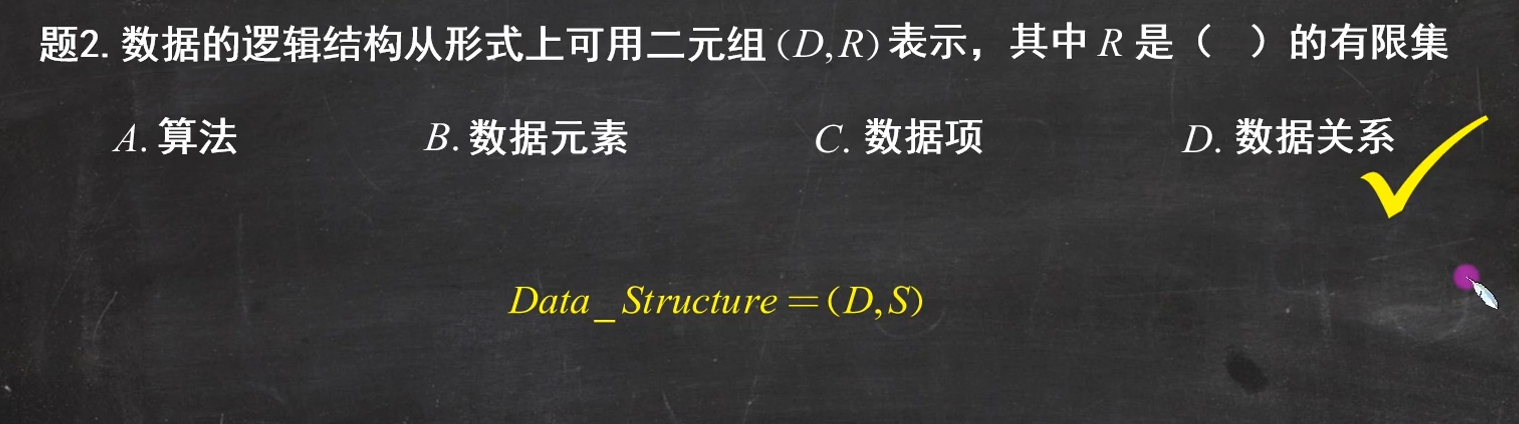 题2. 数据的逻辑结构从形式上可用二元组(D,R)表示，其中R是（ ）的有限集
A. 算法 B. 数据元素 C. 数据项 D. 数据关系
Data_Structure=(D,S)